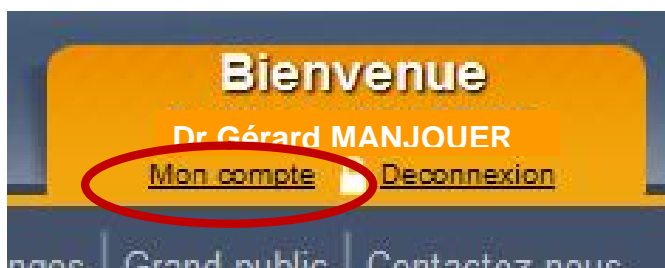 Bienvenue
Dr Gérard MANJOUER
Mon compte Deconnexion
Grand public | Contactez-nous